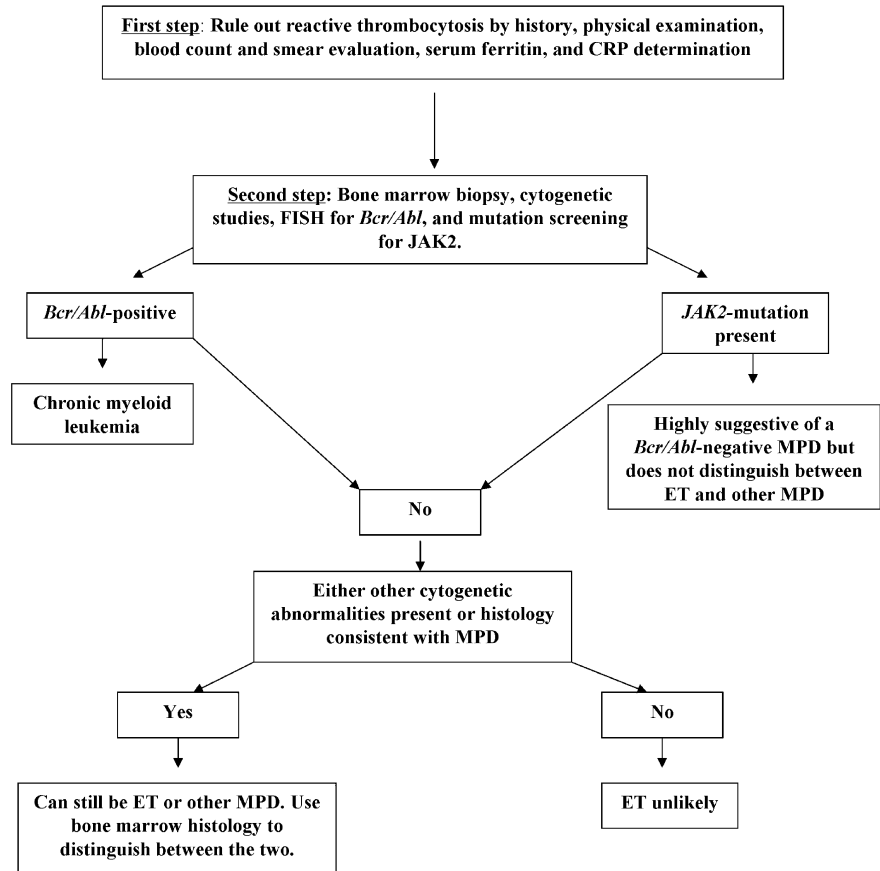 First step: Rule out reactive thrombocytosis by history, physical examination,
blood count and smear evaluation, serum ferritin, and CRP determination
Second step: Bone marrow biopsy, cytogenetic
studies, FISH for Bcr/Abl, and mutation screening
for JAK2.
Bcr/Abl-positive
JAK2-mutation
present
Chronic myeloid
leukemia
Highly suggestive of a
Bcr/Abl-negative MPD but
does not distinguish between
ET and other MPD
No
Either other cytogenetic
abnormalities present or histology
consistent with MPD
Yes
No
Can still be ET or other MPD. Use
bone marrow histology to
distinguish between the two.
ET unlikely